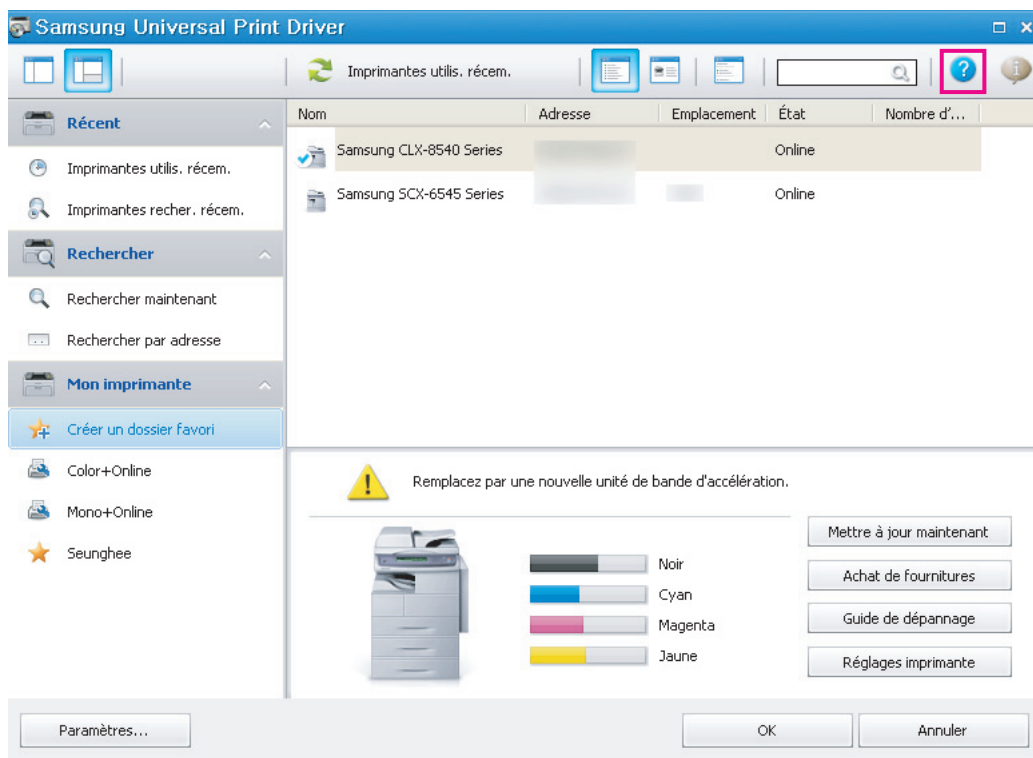 Samsung Universal Print Driver
Imprimantes utilis. récem.
Récent
Imprimantes utilis. récem.
Imprimantes recher. récem.
Rechercher
Rechercher maintenant
Rechercher par adresse
Mon imprimante
Créer un dossier favori
Color+Online
Mono+Online
Seunghee
Nom Adresse Emplacement État Nombre d'...
Samsung CLX-8540 Series Online
Samsung SCX-6545 Series Online
Remplacez par une nouvelle unité de bande d'accélération.
Noir
Cyan
Magenta
Jaune
Mettre à jour maintenant
Achat de fournitures
Guide de dépannage
Réglages imprimante
Paramètres...
OK
Annuler